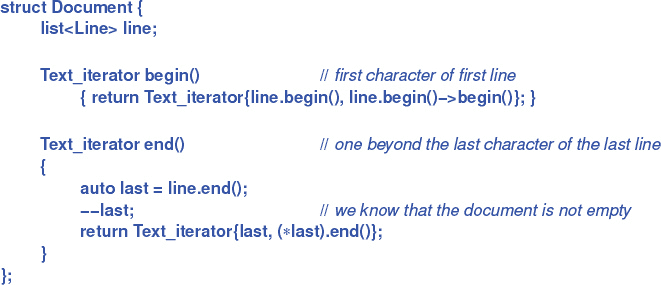 struct Document {
list<Line> line;
Text_iterator begin() // first character of first line
{ return Text_iterator{line.begin(), line.begin()−>begin()}; }
Text_iterator end() // one beyond the last character of the last line
{
auto last = line.end();
−−last; // we know that the document is not empty
return Text_iterator{last, (∗last).end()};
}
};